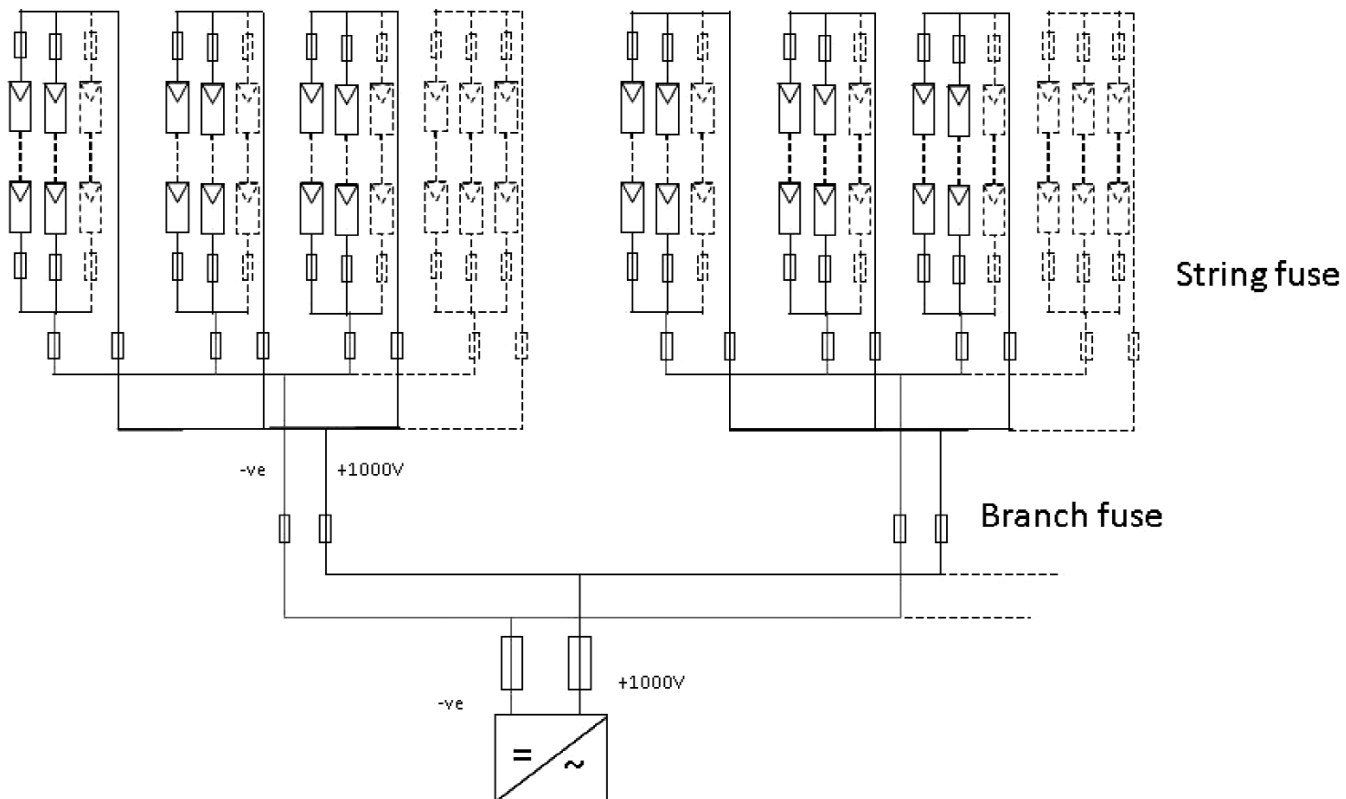 String fuse
-ve +1000V
Branch fuse
+1000V
-ve
= ~